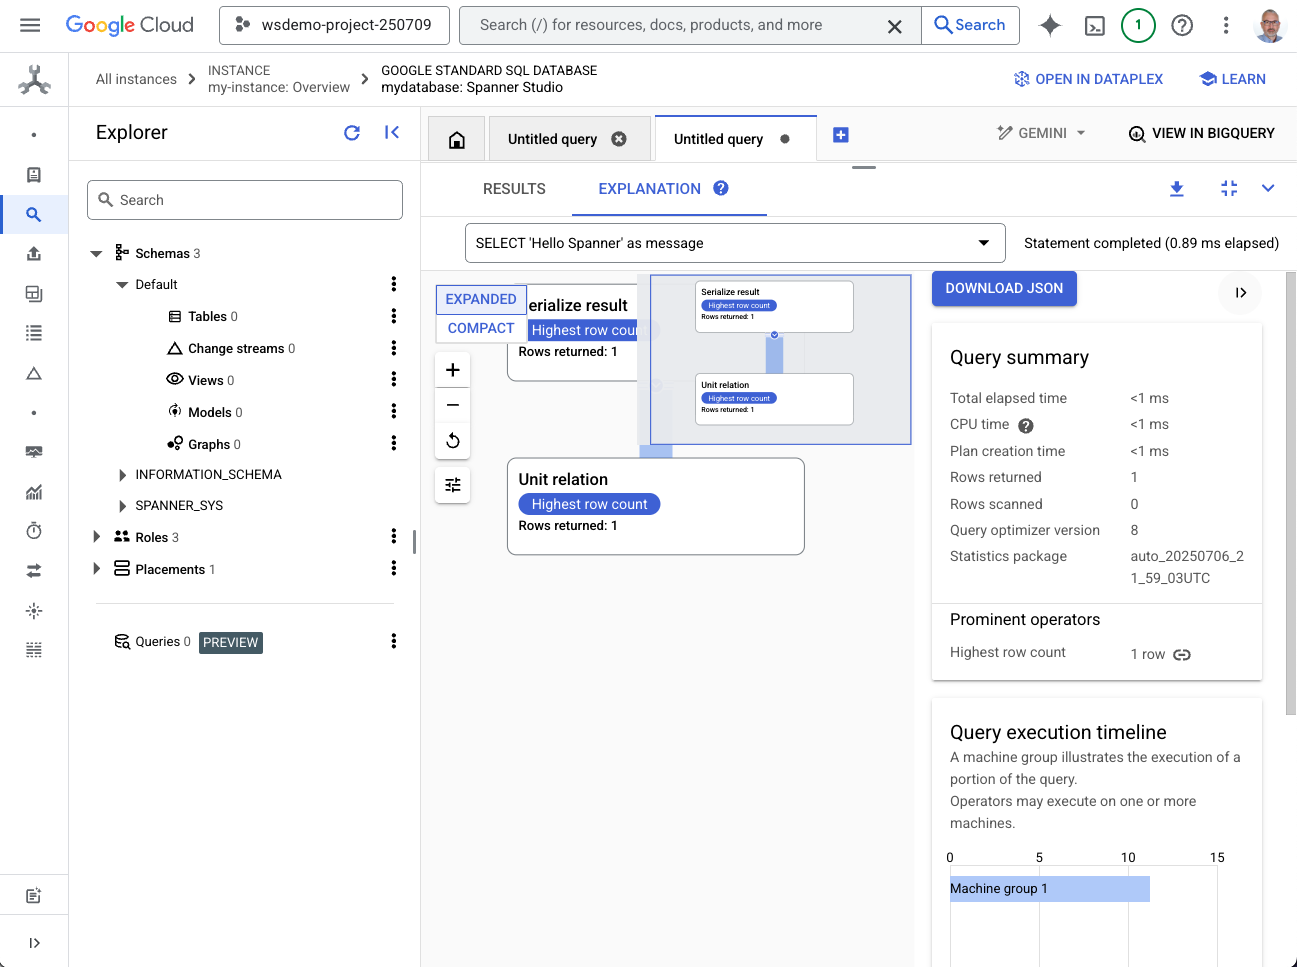 Google Cloud
wsdemo-project-250709
Search (/) for resources, docs, products, and more
Search
1
All instances
INSTANCE
my-instance: Overview
GOOGLE STANDARD SQL DATABASE
mydatabase: Spanner Studio
OPEN IN DATAPLEX
LEARN
Explorer
Untitled query
Untitled query
GEMINI
VIEW IN BIGQUERY
Search
Schemas 3
Default
Tables 0
Change streams 0
Views 0
Models 0
Graphs 0
INFORMATION_SCHEMA
SPANNER_SYS
Roles 3
Placements 1
Queries 0 PREVIEW
RESULTS
EXPLANATION
SELECT 'Hello Spanner' as message
Statement completed (0.89 ms elapsed)
EXPANDED
COMPACT
erialize result
Highest row coun
Rows returned: 1
Serialize result
Highest row count
Rows returned: 1
Unit relation
Highest row count
Rows returned: 1
Unit relation
Highest row count
Rows returned: 1
DOWNLOAD JSON
Query summary
Total elapsed time <1 ms
CPU time <1 ms
Plan creation time <1 ms
Rows returned 1
Rows scanned 0
Query optimizer version 8
Statistics package auto_20250706_2
1_59_03UTC
Prominent operators
Highest row count 1 row
Query execution timeline
A machine group illustrates the execution of a
portion of the query.
Operators may execute on one or more
machines.
0 5 10 15
Machine group 1